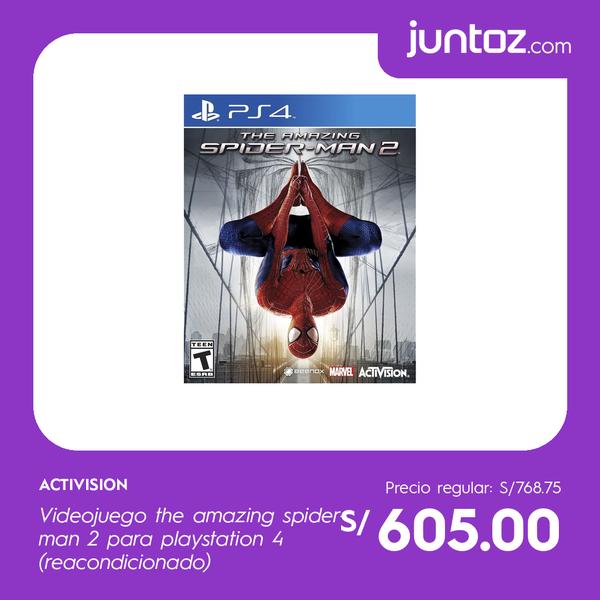 juntoz.com
PS4
THE AMAZING
SPIDER-MAN 2
TEEN
T
ESRB
BEENOX MARVEL ACTIVISION
ACTIVISION
Precio regular: S/768.75
Videojuego the amazing spider
man 2 para playstation 4
(reacondicionado)
S/ 605.00